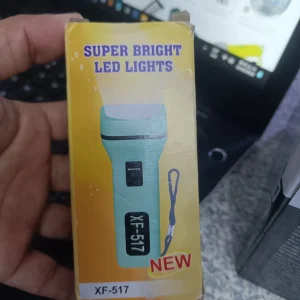 SUPER BRIGHT
LED LIGHTS
XF-517
NEW
XF-517